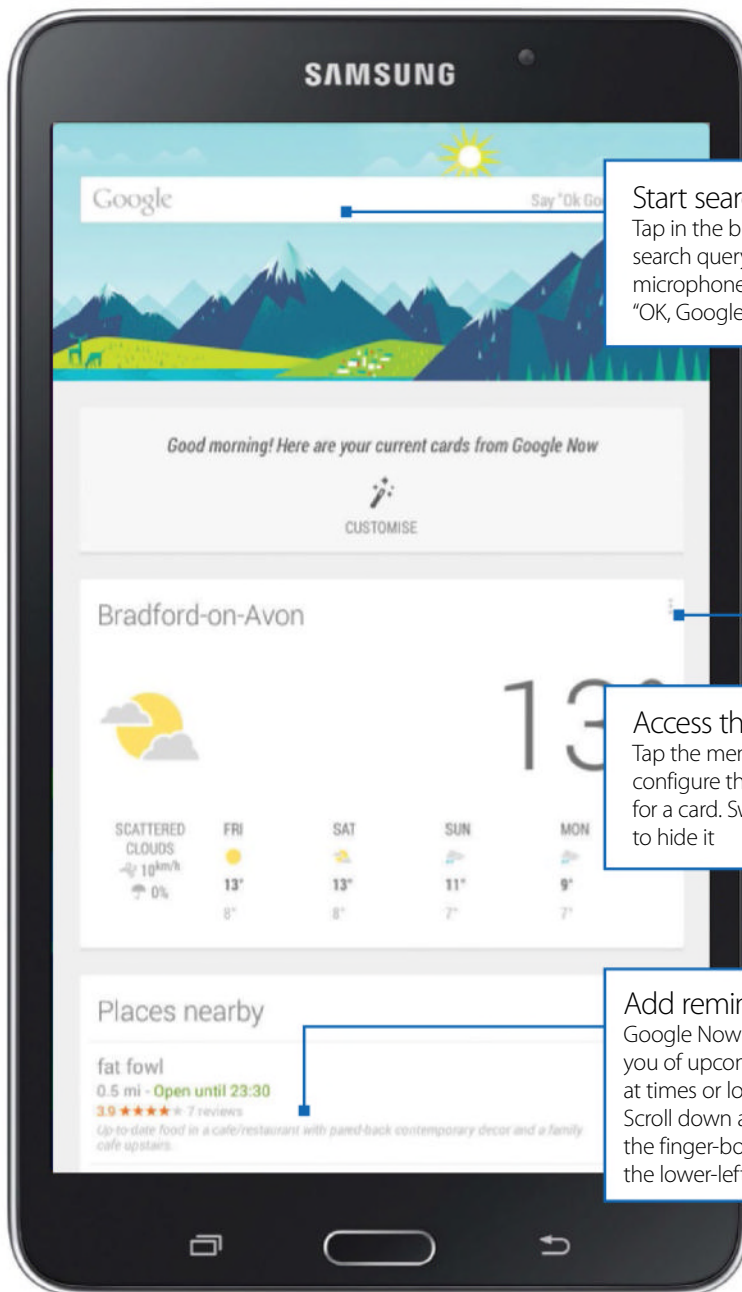 SAMSUNG
Google
Say "Ok Go
Start sear
Tap in the b
search query
microphone
“OK, Google
Good morning! Here are your current cards from Google Now
CUSTOMISE
Bradford-on-Avon
13°
SCATTERED
CLOUDS
10km/h
0%
FRI
SAT
SUN
MON
13°
13°
11°
9°
8°
8°
7°
7°
Access th
Tap the men
configure th
for a card. Sw
to hide it
Places nearby
fat fowl
0.5 mi - Open until 23:30
3.9 ★★★★★ 7 reviews
Up-to-date food in a cafe/restaurant with pared-back contemporary decor and a family
cafe upstairs.
Add remin
Google Now
you of upcom
at times or lo
Scroll down a
the finger-bo
the lower-left